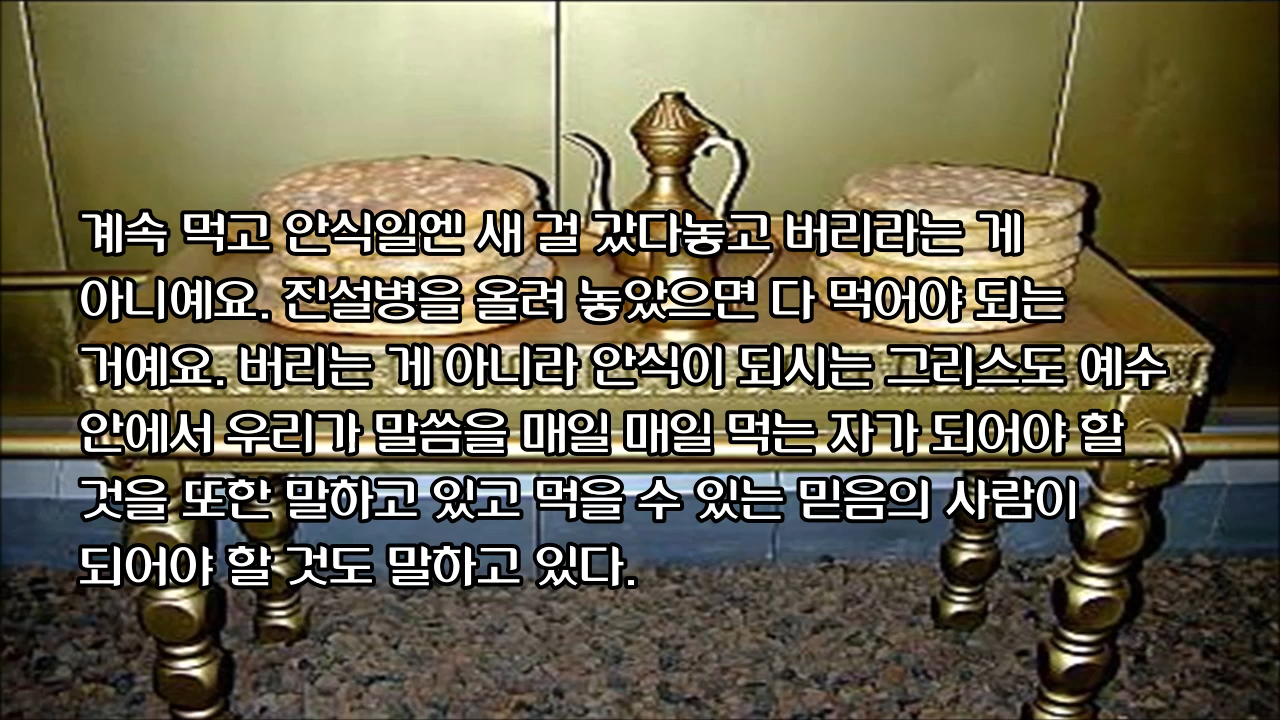 계속 먹고 안식일엔 새 걸 갔다놓고 버리라는 게
아니예요. 진설병을 올려 놓았으면 다 먹어야 되는
거예요. 버리는 게 아니라 안식이 되시는 그리스도 예수
안에서 우리가 말씀을 매일 매일 먹는 자가 되어야 할
것을 또한 말하고 있고 먹을 수 있는 믿음의 사람이
되어야 할 것도 말하고 있다.